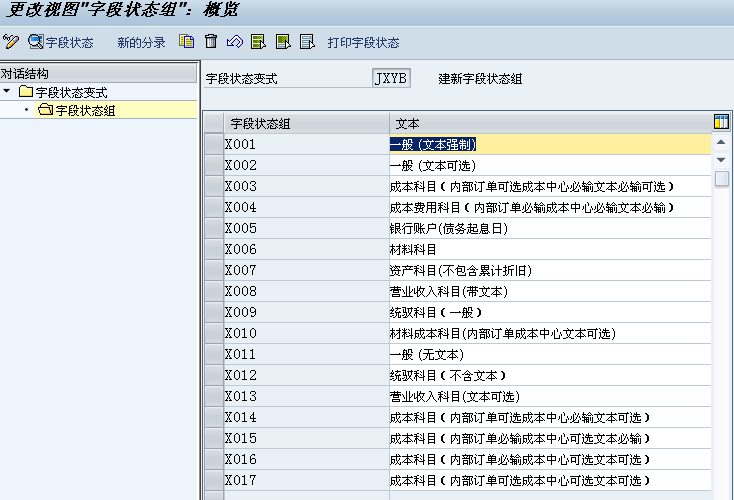 更改视图"字段状态组": 概览
字段状态 新的分录 打印字段状态
对话结构
字段状态变式
字段状态组
字段状态变式 JXYB 建新字段状态组
字段状态组 文本
X001 一般 (文本强制)
X002 一般 (文本可选)
X003 成本科目(内部订单可选成本中心必输文本必输可选)
X004 成本费用科目(内部订单必输成本中心必输文本必输)
X005 银行账户(债务起息日)
X006 材料科目
X007 资产科目(不包含累计折旧)
X008 营业收入科目(带文本)
X009 统驭科目(一般)
X010 材料成本科目(内部订单成本中心文本可选)
X011 一般 (无文本)
X012 统驭科目(不含文本)
X013 营业收入科目(文本可选)
X014 成本科目(内部订单可选成本中心必输文本可选)
X015 成本科目(内部订单必输成本中心可选文本必输)
X016 成本科目(内部订单必输成本中心可选文本可选)
X017 成本科目(内部订单可选成本中心可选文本可选)